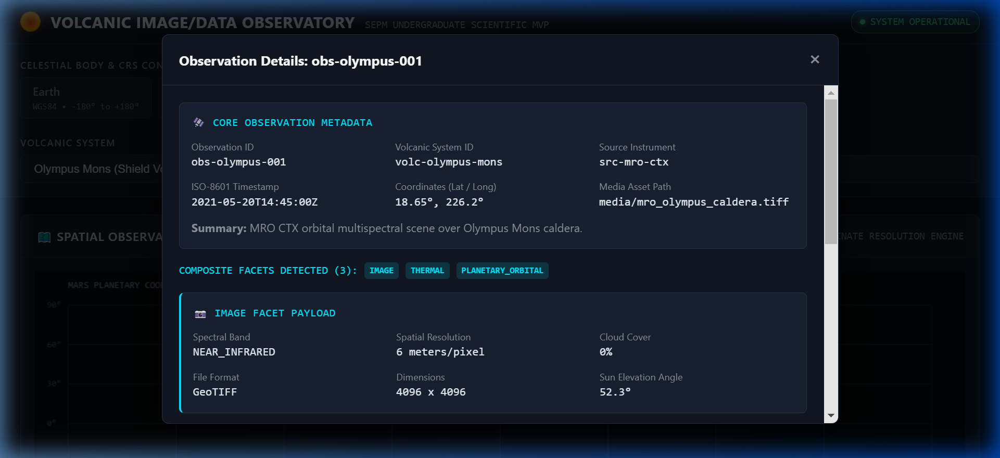 VOLCANIC IMAGE/DATA OBSERVATORY SEPM UNDERGRADUATE SCIENTIFIC MVP
SYSTEM OPERATIONAL
CELESTIAL BODY & CRS CON
Earth
WGS84 • -180° to +180°
VOLCANIC SYSTEM
Olympus Mons (Shield Vo
SPATIAL OBSERVA
INATE RESOLUTION ENGINE
MARS PLANETARY COO
90°
60°
30°
0°
Observation Details: obs-olympus-001
✕
CORE OBSERVATION METADATA
Observation ID Volcanic System ID Source Instrument
obs-olympus-001 volc-olympus-mons src-mro-ctx
ISO-8601 Timestamp Coordinates (Lat / Long) Media Asset Path
2021-05-20T14:45:00Z 18.65°, 226.2° media/mro_olympus_caldera.tiff
Summary: MRO CTX orbital multispectral scene over Olympus Mons caldera.
COMPOSITE FACETS DETECTED (3): IMAGE THERMAL PLANETARY_ORBITAL
IMAGE FACET PAYLOAD
Spectral Band Spatial Resolution Cloud Cover
NEAR_INFRARED 6 meters/pixel 0%
File Format Dimensions Sun Elevation Angle
GeoTIFF 4096 x 4096 52.3°